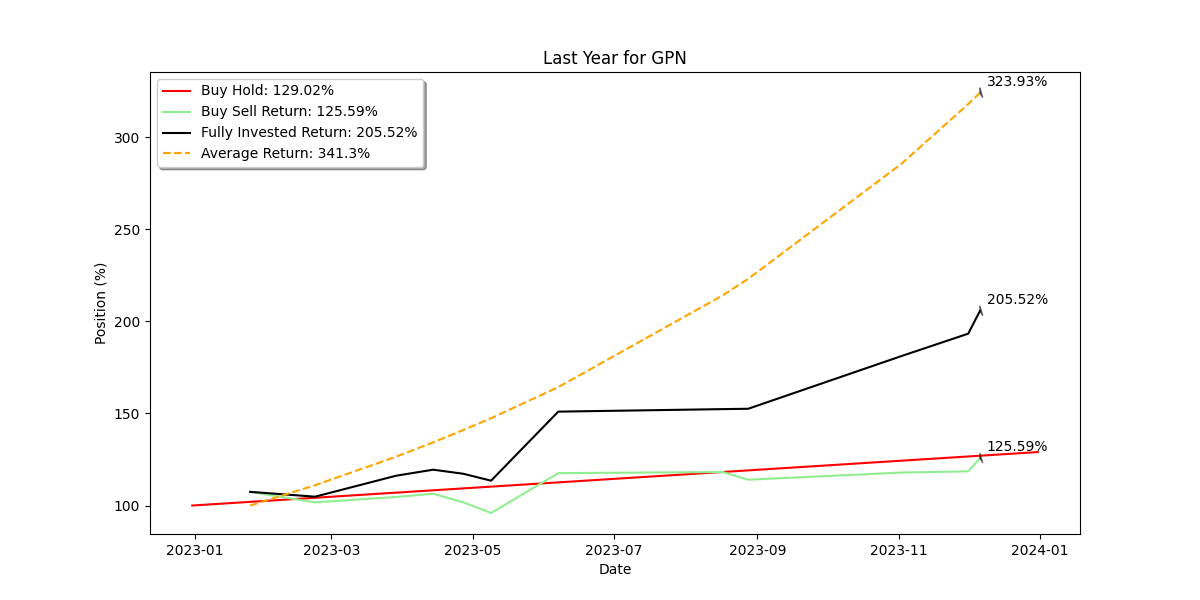 Last Year for GPN
Buy Hold: 129.02%
Buy Sell Return: 125.59%
Fully Invested Return: 205.52%
Average Return: 341.3%
323.93%
205.52%
125.59%
Position (%)
300
250
200
150
100
2023-01
2023-03
2023-05
2023-07
2023-09
2023-11
2024-01
Date